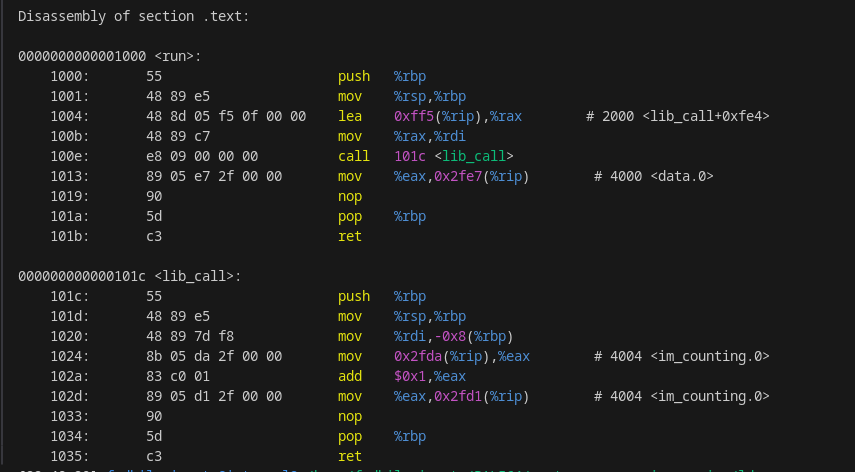 Disassembly of section .text:
0000000000001000 <run>:
1000: 55 push %rbp
1001: 48 89 e5 mov %rsp,%rbp
1004: 48 8d 05 f5 0f 00 00 lea 0xff5(%rip),%rax # 2000 <lib_call+0xfe4>
100b: 48 89 c7 mov %rax,%rdi
100e: e8 09 00 00 00 call 101c <lib_call>
1013: 89 05 e7 2f 00 00 mov %eax,0x2fe7(%rip) # 4000 <data.0>
1019: 90 nop
101a: 5d pop %rbp
101b: c3 ret
000000000000101c <lib_call>:
101c: 55 push %rbp
101d: 48 89 e5 mov %rsp,%rbp
1020: 48 89 7d f8 mov %rdi,-0x8(%rbp)
1024: 8b 05 da 2f 00 00 mov 0x2fda(%rip),%eax # 4004 <im_counting.0>
102a: 83 c0 01 add $0x1,%eax
102d: 89 05 d1 2f 00 00 mov %eax,0x2fd1(%rip) # 4004 <im_counting.0>
1033: 90 nop
1034: 5d pop %rbp
1035: c3 ret